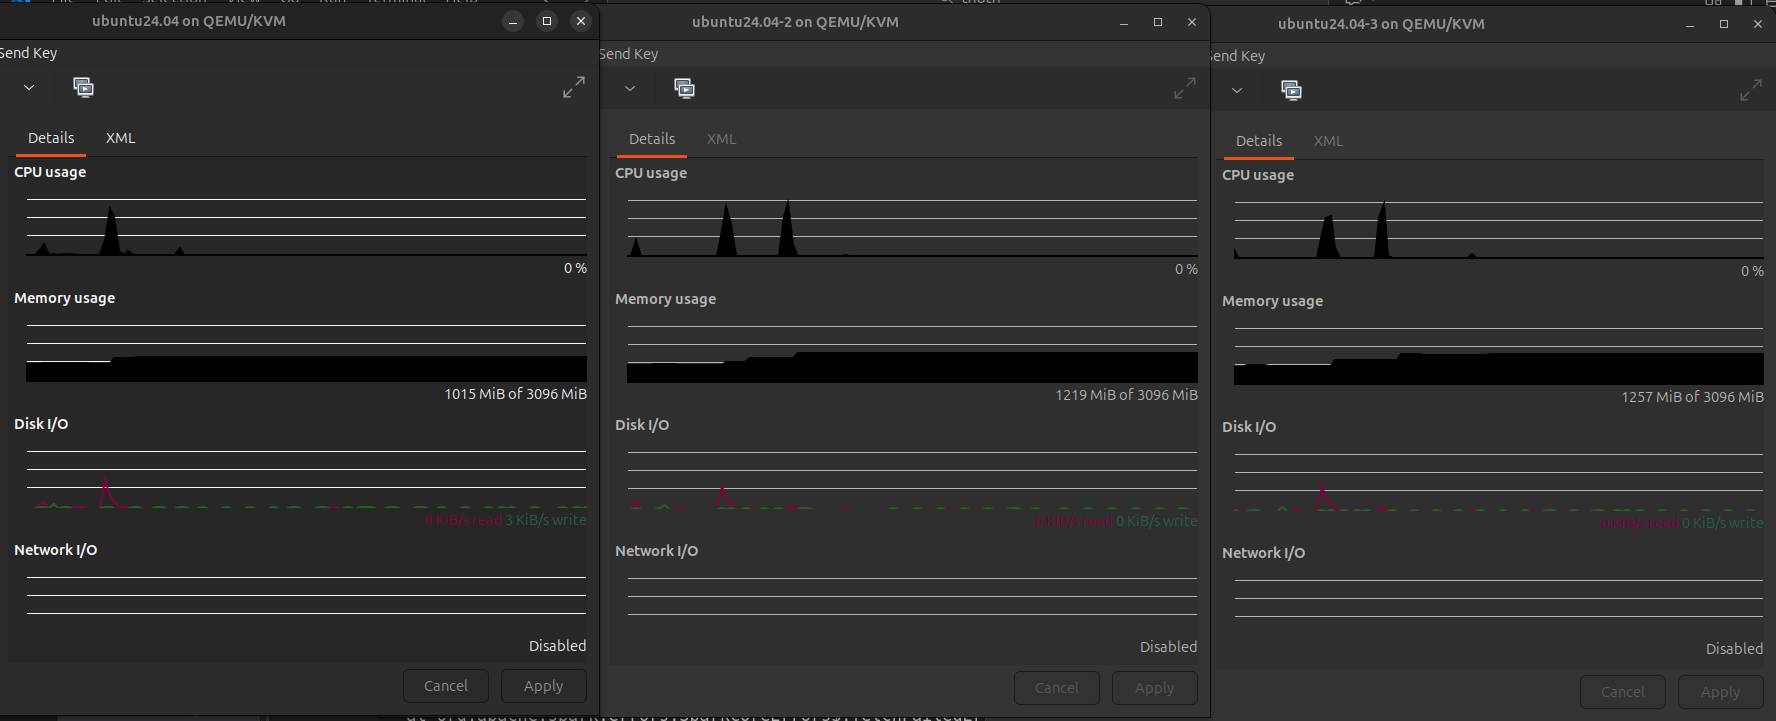 ubuntu24.04 on QEMU/KVM
Send Key
Details XML
CPU usage
0 %
Memory usage
1015 MiB of 3096 MiB
Disk I/O
0 KiB/s read 3 KiB/s write
Network I/O
Disabled
Cancel Apply
ubuntu24.04-2 on QEMU/KVM
Send Key
Details XML
CPU usage
0 %
Memory usage
1219 MiB of 3096 MiB
Disk I/O
0 KiB/s read 0 KiB/s write
Network I/O
Disabled
Cancel Apply
ubuntu24.04-3 on QEMU/KVM
Send Key
Details XML
CPU usage
0 %
Memory usage
1257 MiB of 3096 MiB
Disk I/O
0 KiB/s read 0 KiB/s write
Network I/O
Disabled
Cancel Apply